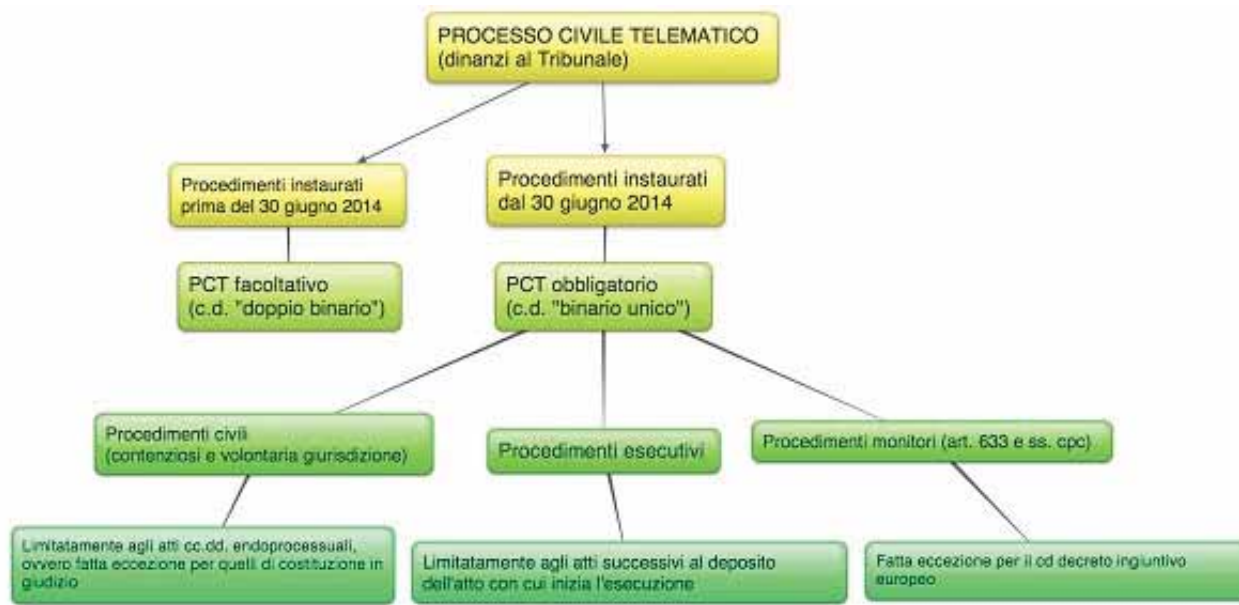 PROCESSO CIVILE TELEMATICO
(dinanzi al Tribunale)
Procedimenti instaurati
prima del 30 giugno 2014
Procedimenti instaurati
dal 30 giugno 2014
PCT facoltativo
(c.d. "doppio binario")
PCT obbligatorio
(c.d. "binario unico")
Procedimenti civili
(contenziosi e volontaria giurisdizione)
Procedimenti esecutivi
Procedimenti monitori (art. 633 e ss. cpc)
Limitatamente agli atti cc.dd. endoprocessuali,
ovvero fatta eccezione per quelli di costituzione in
giudizio
Limitatamente agli atti successivi al deposito
dell'atto con cui inizia l'esecuzione
Fatta eccezione per il cd decreto ingiuntivo
europeo